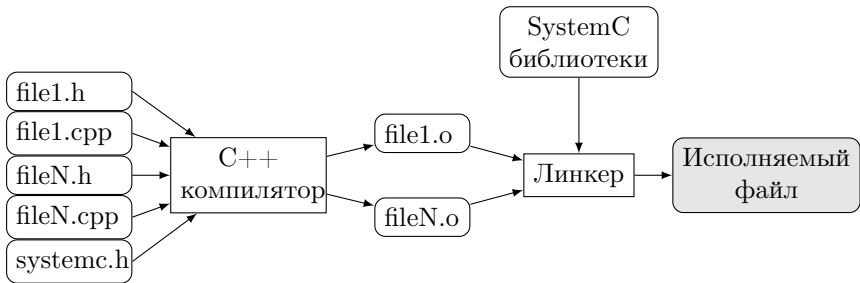 SystemC
библиотеки
file1.h
file1.cpp
fileN.h
fileN.cpp
systemc.h
C++
компилятор
file1.o
fileN.o
Линкер
Исполняемый
файл